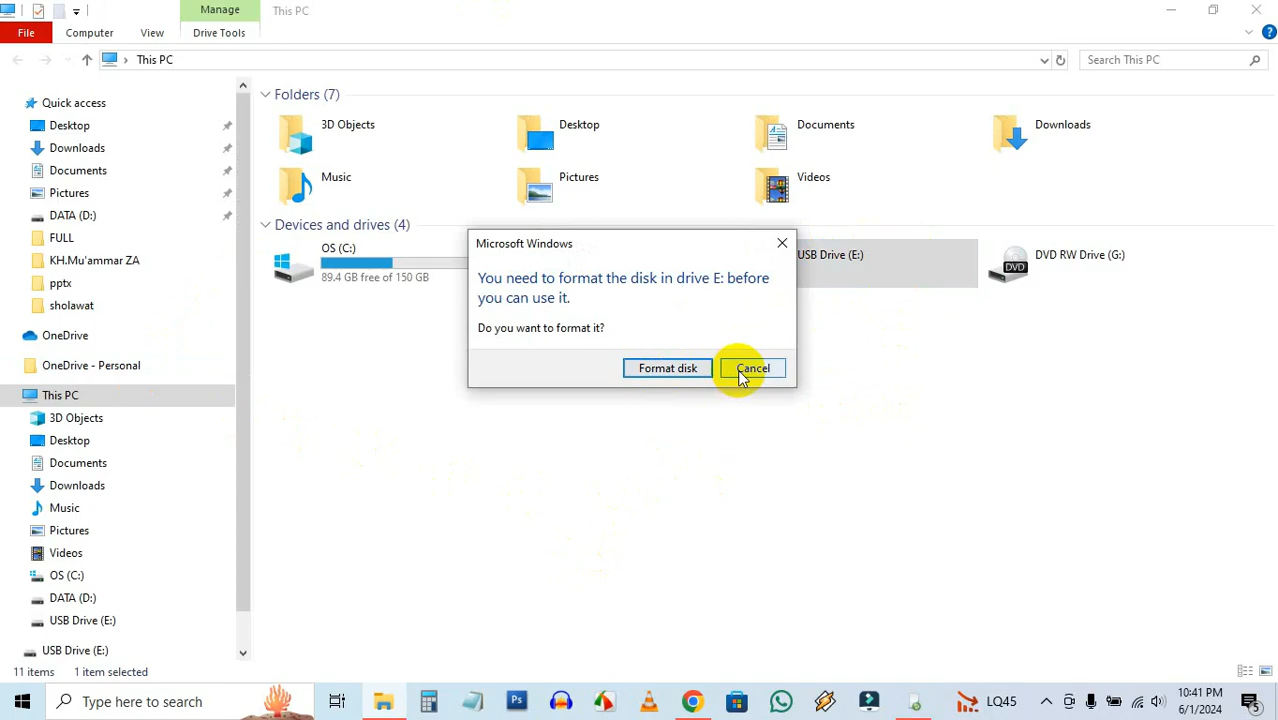 Manage
This PC
File
Computer
View
Drive Tools
This PC
Search This PC
Quick access
Desktop
Downloads
Documents
Pictures
DATA (D:)
FULL
KH.Mu'ammar ZA
pptx
sholawat
OneDrive
OneDrive - Personal
This PC
3D Objects
Desktop
Documents
Downloads
Music
Pictures
Videos
OS (C:)
DATA (D:)
USB Drive (E:)
USB Drive (E:)
Folders (7)
3D Objects
Desktop
Documents
Downloads
Music
Pictures
Videos
Devices and drives (4)
OS (C:)
89.4 GB free of 150 GB
USB Drive (E:)
DVD RW Drive (G:)
DVD
Microsoft Windows
You need to format the disk in drive E: before
you can use it.
Do you want to format it?
Format disk
Cancel
11 items
1 item selected
Type here to search
Ps
LQ45
10:41 PM
6/1/2024
5